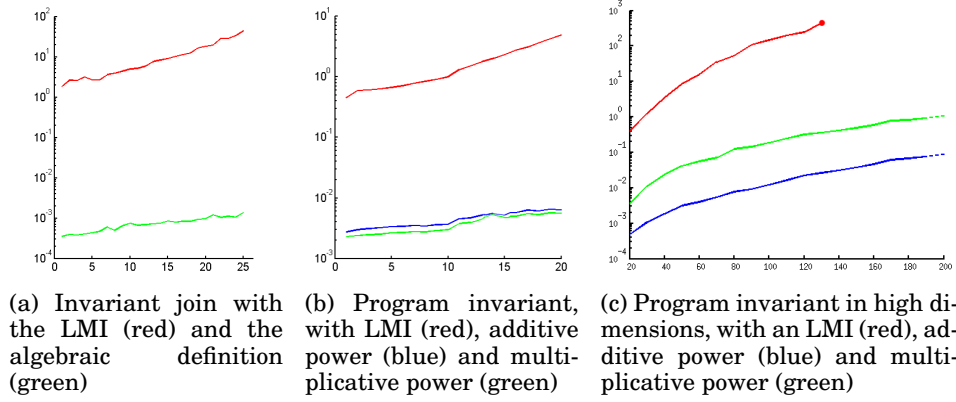 10^2
10^1
10^0
10^-1
10^-2
10^-3
10^-4
0 5 10 15 20 25
10^1
10^0
10^-1
10^-2
10^-3
0 5 10 15 20
10^3
10^2
10^1
10^0
10^-1
10^-2
10^-3
10^-4
20 40 60 80 100 120 140 160 180 200
(a) Invariant join with
the LMI (red) and the
algebraic definition
(green)
(b) Program invariant,
with LMI (red), additive
power (blue) and multi-
plicative power (green)
(c) Program invariant in high di-
mensions, with an LMI (red), ad-
ditive power (blue) and multi-
plicative power (green)